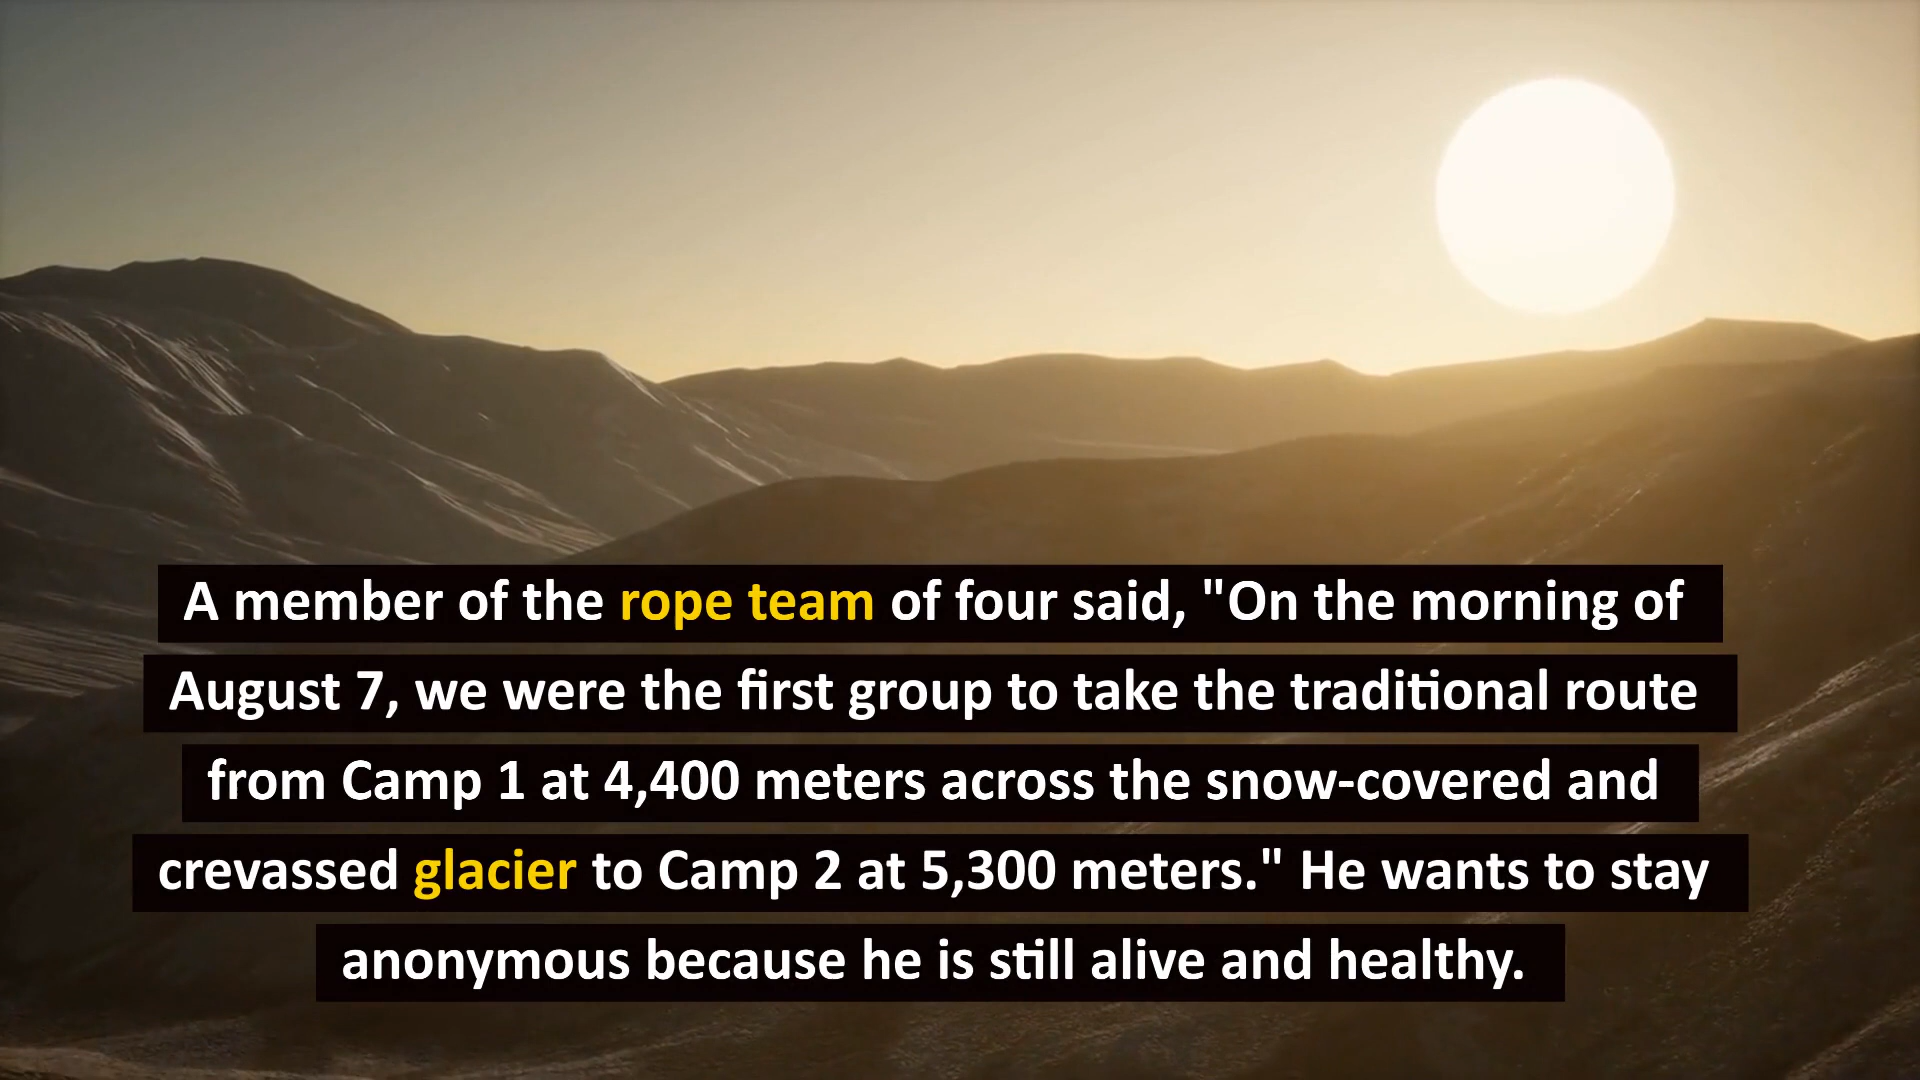 A member of the rope team of four said, "On the morning of
August 7, we were the first group to take the traditional route
from Camp 1 at 4,400 meters across the snow-covered and
crevassed glacier to Camp 2 at 5,300 meters." He wants to stay
anonymous because he is still alive and healthy.